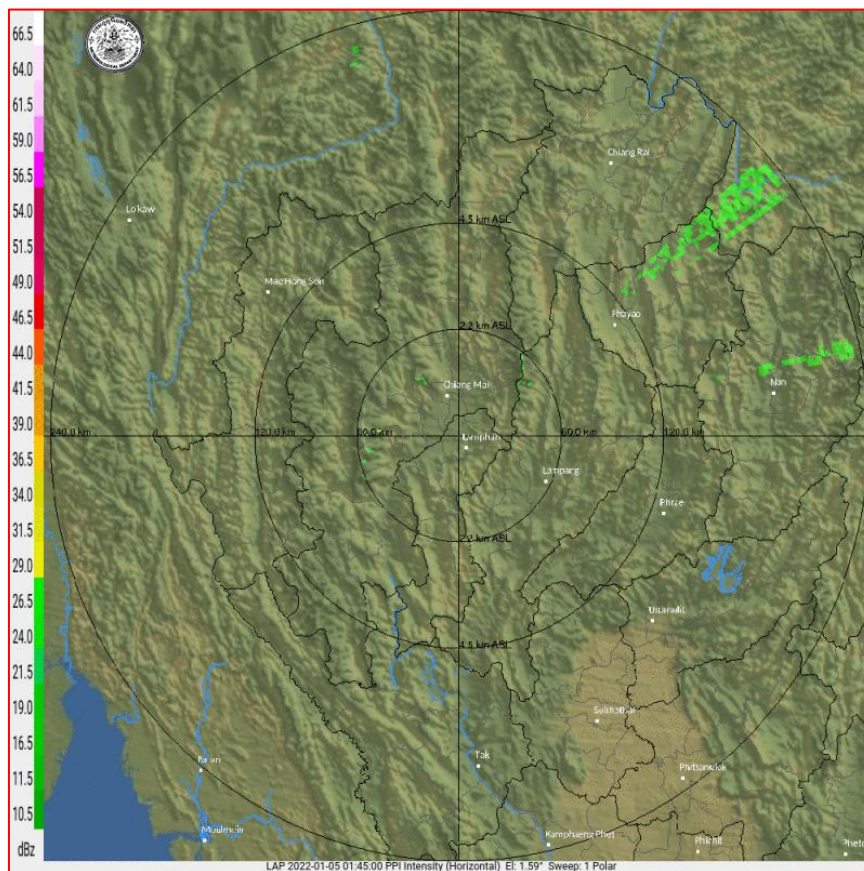 66.5
64.0
61.5
59.0
56.5
54.0
51.5
49.0
46.5
44.0
41.5
39.0
36.5
34.0
31.5
29.0
26.5
24.0
21.5
19.0
16.5
11.5
10.5
dBz
Chiang Rai
Loikaw
4.5 km ASL
Mae Hong Son
Phayao
2.2 km ASL
Chiang Mai
Nan
240.0 km
120.0 km
60.0 km
60.0 km
120.0 km
Lamphun
Lampang
Phrae
2.2 km ASL
Uttaradit
4.5 km ASL
Sukhothai
Tak
Phitsanulok
Moulmein
Kamphaeng Phet
Phichit
LAP 2022-01-05 01:45:00 PPI Intensity (Horizontal) El: 1.59° Sweep: 1 Polar